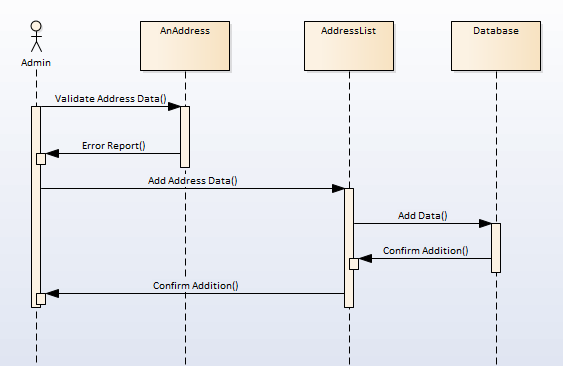 AnAddress
AddressList
Database
Admin
Validate Address Data()
Error Report()
Add Address Data()
Add Data()
Confirm Addition()
Confirm Addition()